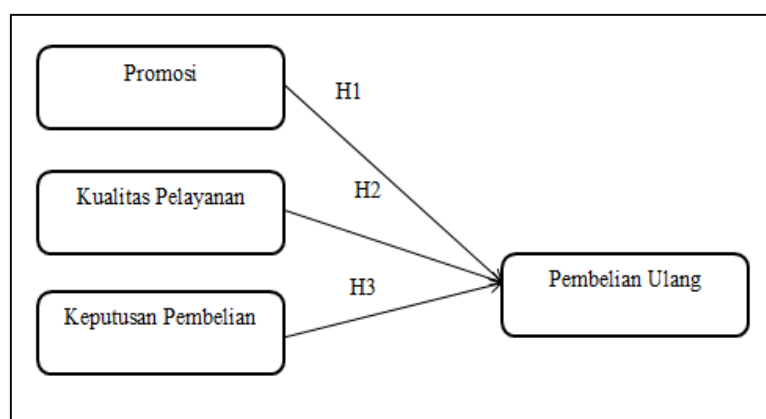 Promosi
H1
Kualitas Pelayanan
H2
Pembelian Ulang
H3
Keputusan Pembelian